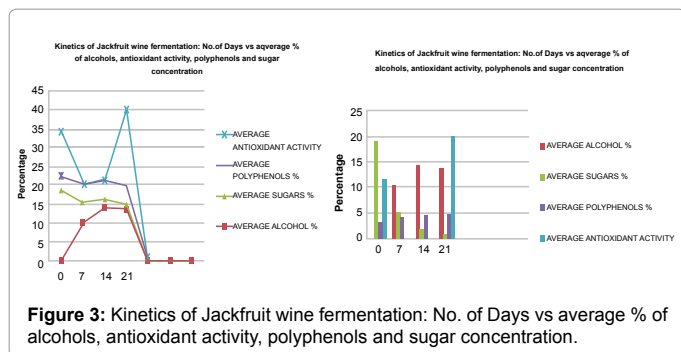 Kinetics of Jackfruit wine fermentation: No.of Days vs aqverage %
of alcohols, antioxidant activity, polyphenols and sugar
concentration
45
40
35
30
25
20
15
10
5
0
Percentage
0 7 14 21
AVERAGE
ANTIOXIDANT ACTIVITY
AVERAGE
POLYPHENOLS %
AVERAGE SUGARS %
AVERAGE ALCOHOL %
Kinetics of Jackfruit wine fermentation: No.of Days vs aqverage % of
alcohols, antioxidant activity, polyphenols and sugar concentration
25
20
15
10
5
0
Percentage
0 7 14 21
AVERAGE ALCOHOL %
AVERAGE SUGARS %
AVERAGE POLYPHENOLS %
AVERAGE ANTIOXIDANT ACTIVITY
Figure 3: Kinetics of Jackfruit wine fermentation: No. of Days vs average % of
alcohols, antioxidant activity, polyphenols and sugar concentration.